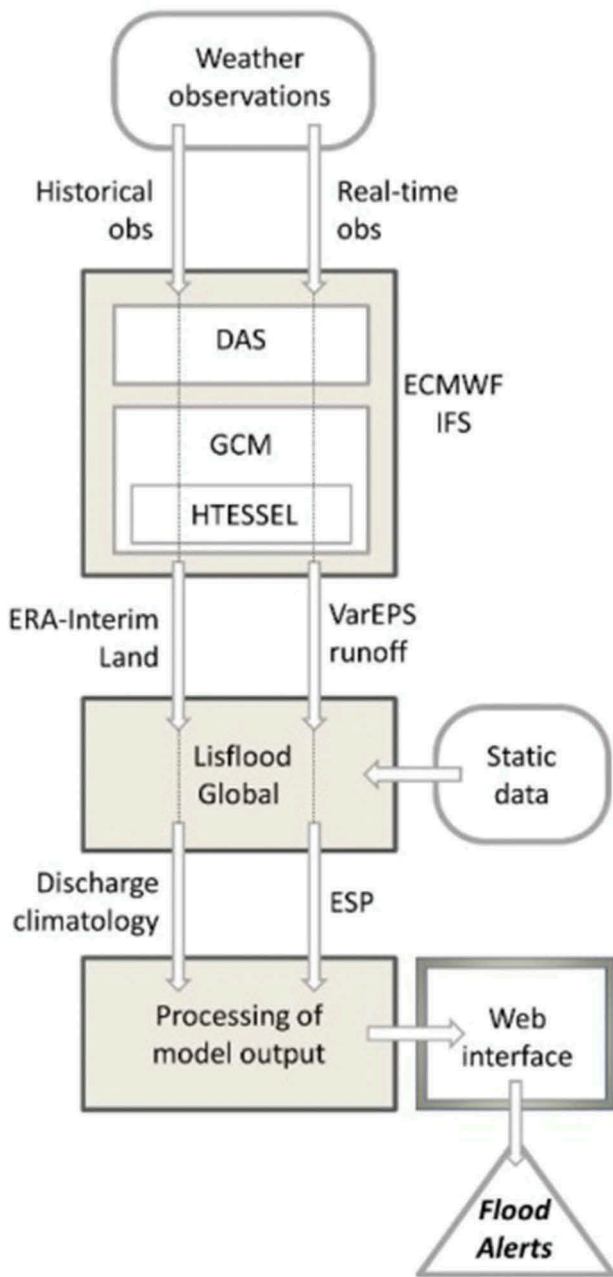 Weather
observations
Historical
obs
Real-time
obs
DAS
ECMWF
IFS
GCM
HTESSEL
ERA-Interim
Land
VarEPS
runoff
Lisflood
Global
Static
data
Discharge
climatology
ESP
Processing of
model output
Web
interface
Flood
Alerts